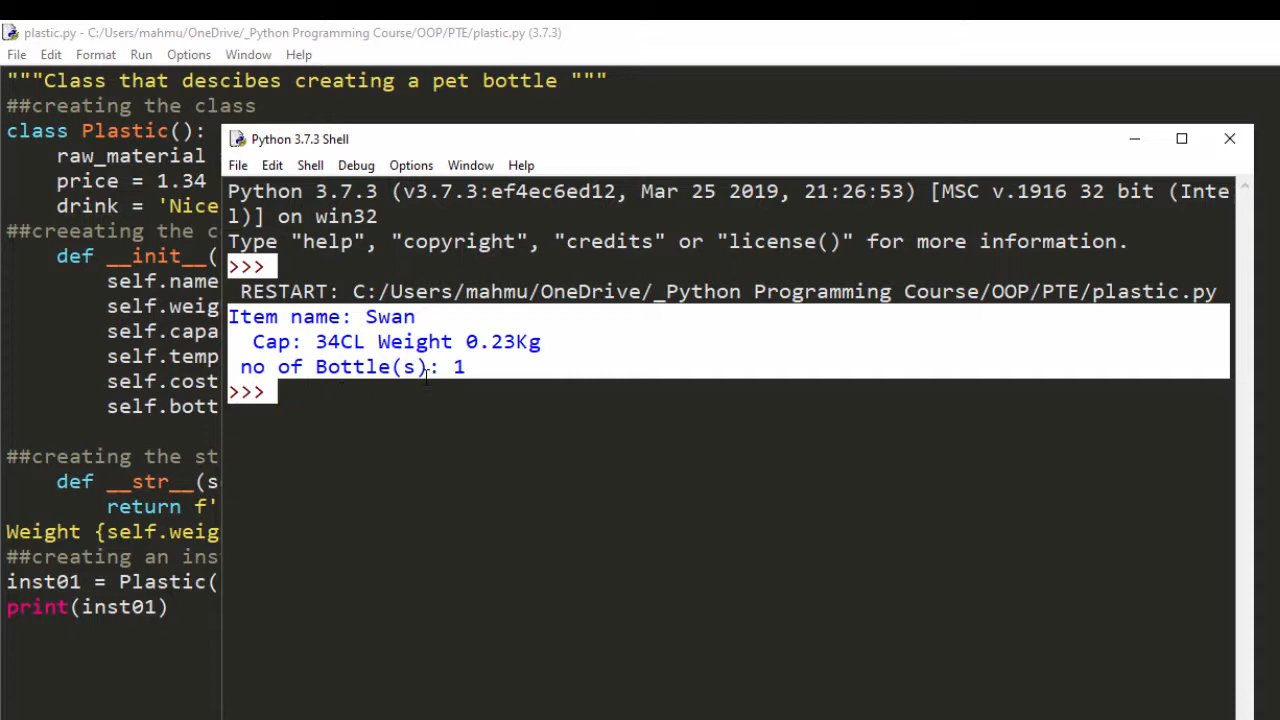 plastic.py - C:/Users/mahmu/OneDrive/_Python Programming Course/OOP/PTE/plastic.py (3.7.3)
File Edit Format Run Options Window Help
"""Class that descibes creating a pet bottle """
##creating the class
class Plastic():
raw_material
price = 1.34
drink = 'Nice
##creeating the c
def __init__(
self.name
self.weig
self.capa
self.temp
self.cost
self.bott
##creating the st
def __str__(s
return f'
Weight {self.weig
##creating an ins
inst01 = Plastic(
print(inst01)
Python 3.7.3 Shell
File Edit Shell Debug Options Window Help
Python 3.7.3 (v3.7.3:ef4ec6ed12, Mar 25 2019, 21:26:53) [MSC v.1916 32 bit (Inte
l)] on win32
Type "help", "copyright", "credits" or "license()" for more information.
>>>
RESTART: C:/Users/mahmu/OneDrive/_Python Programming Course/OOP/PTE/plastic.py
Item name: Swan
Cap: 34CL Weight 0.23Kg
no of Bottle(s): 1
>>>